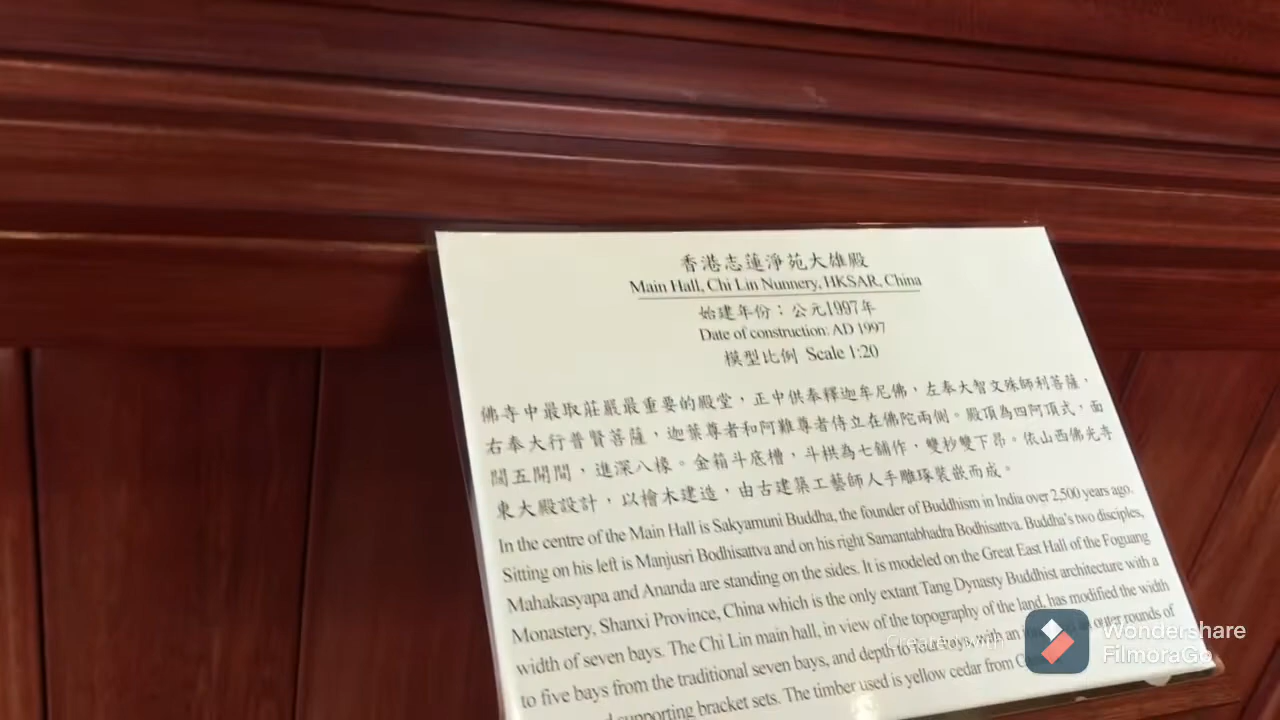 香港志蓮淨苑大雄殿
Main Hall, Chi Lin Nunnery, HKSAR, China
始建年份：公元1997年
Date of construction: AD 1997
模型比例 Scale 1:20
佛寺中最取莊嚴最重要的殿堂，正中供奉釋迦牟尼佛，左奉大智文殊師利菩薩，
右奉大行普賢菩薩，迦葉尊者和阿難尊者侍立在佛陀兩側。殿頂為四阿頂式，面
闊五開間，進深八椽。金箱斗底槽，斗栱為七鋪作，雙杪雙下昂。依山西佛光寺
東大殿設計，以檜木建造，由古建築工藝師人手雕琢裝嵌而成。
In the centre of the Main Hall is Sakyamuni Buddha, the founder of Buddhism in India over 2,500 years ago.
Sitting on his left is Manjusri Bodhisattva and on his right Samantabhadra Bodhisattva. Buddha's two disciples,
Mahakasyapa and Ananda are standing on the sides. It is modeled on the Great East Hall of the Foguang
Monastery, Shanxi Province, China which is the only extant Tang Dynasty Buddhist architecture with a
width of seven bays. The Chi Lin main hall, in view of the topography of the land, has modified the width
to five bays from the traditional seven bays, and depth to four bays with an outer rounds of
supporting bracket sets. The timber used is yellow cedar from
Created with
Wondershare
FilmoraGo